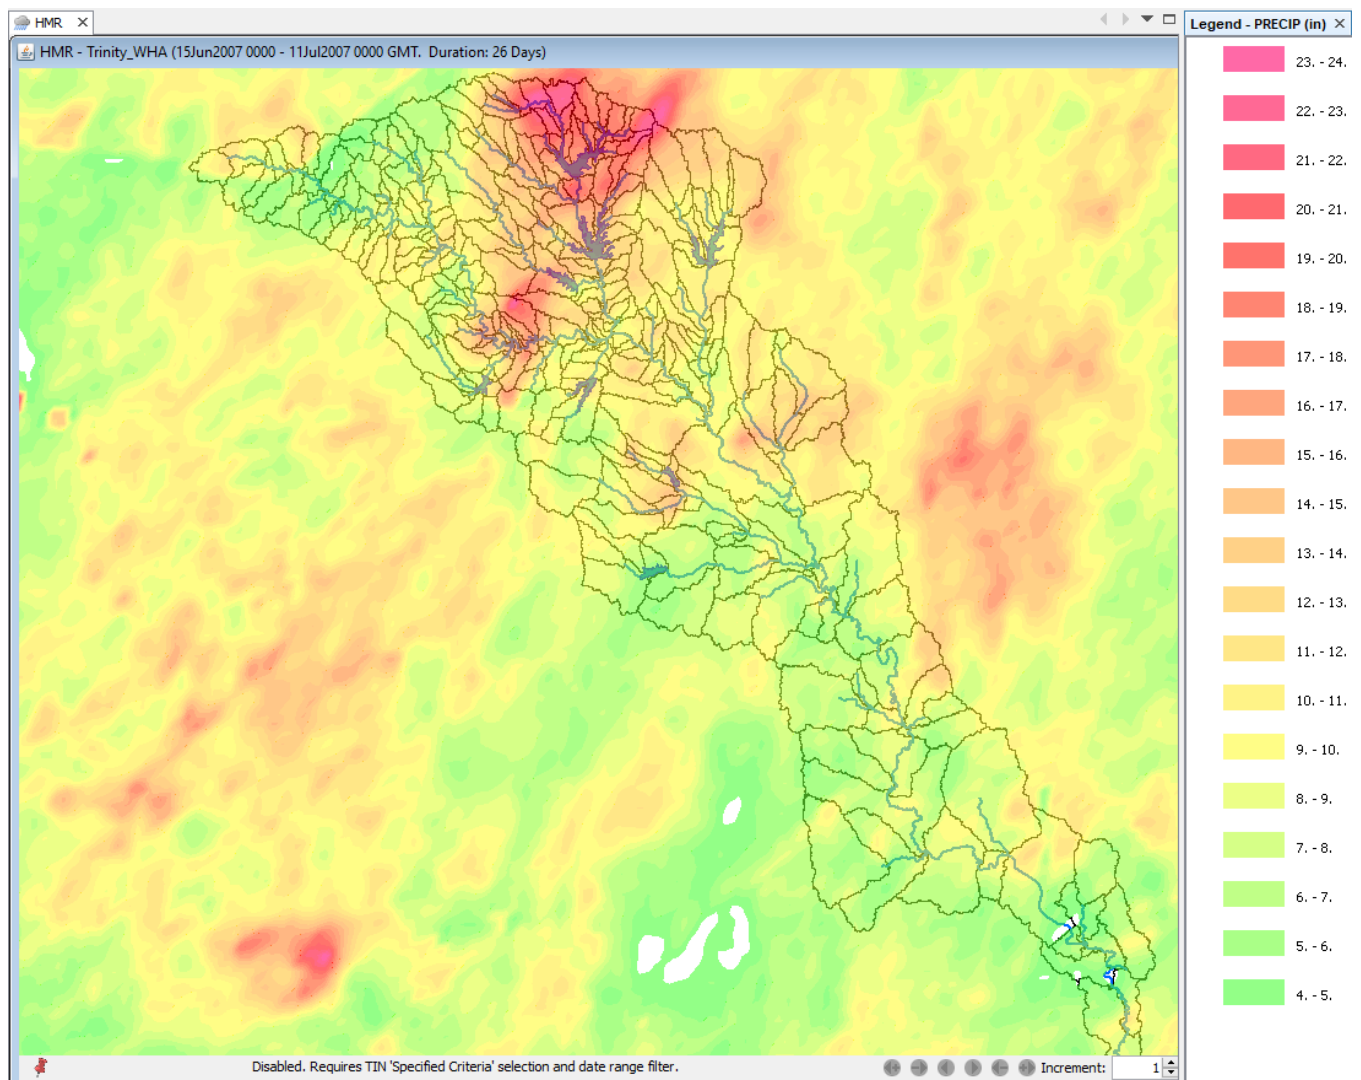 HMR
Legend - PRECIP (in)
HMR - Trinity_WHA (15Jun2007 0000 - 11Jul2007 0000 GMT.  Duration: 26 Days)
23. - 24.
22. - 23.
21. - 22.
20. - 21.
19. - 20.
18. - 19.
17. - 18.
16. - 17.
15. - 16.
14. - 15.
13. - 14.
12. - 13.
11. - 12.
10. - 11.
9. - 10.
8. - 9.
7. - 8.
6. - 7.
5. - 6.
4. - 5.
Disabled. Requires TIN 'Specified Criteria' selection and date range filter.
Increment: 1